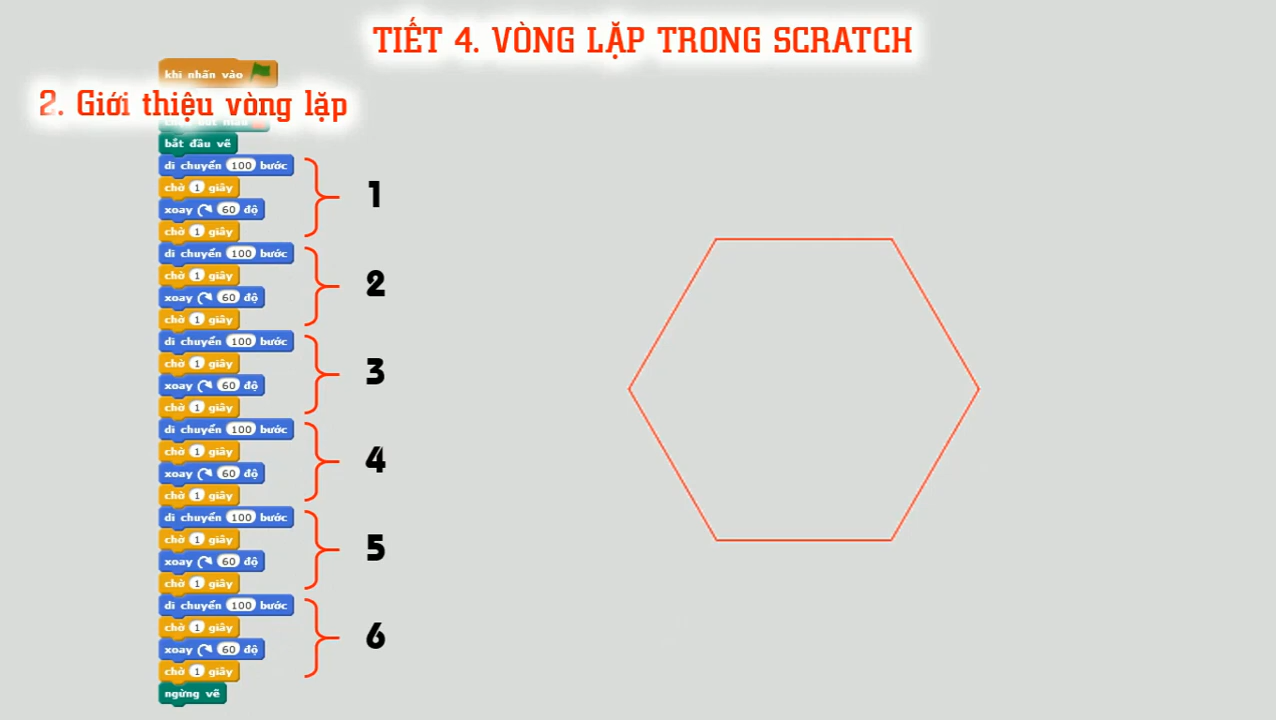 TIẾT 4. VÒNG LẶP TRONG SCRATCH
khi nhấn vào
2. Giới thiệu vòng lặp
bắt đầu vẽ
di chuyển 100 bước
chờ 1 giây
xoay 60 độ
chờ 1 giây
1
di chuyển 100 bước
chờ 1 giây
xoay 60 độ
chờ 1 giây
2
di chuyển 100 bước
chờ 1 giây
xoay 60 độ
chờ 1 giây
3
di chuyển 100 bước
chờ 1 giây
xoay 60 độ
chờ 1 giây
4
di chuyển 100 bước
chờ 1 giây
xoay 60 độ
chờ 1 giây
5
di chuyển 100 bước
chờ 1 giây
xoay 60 độ
chờ 1 giây
6
ngừng vẽ